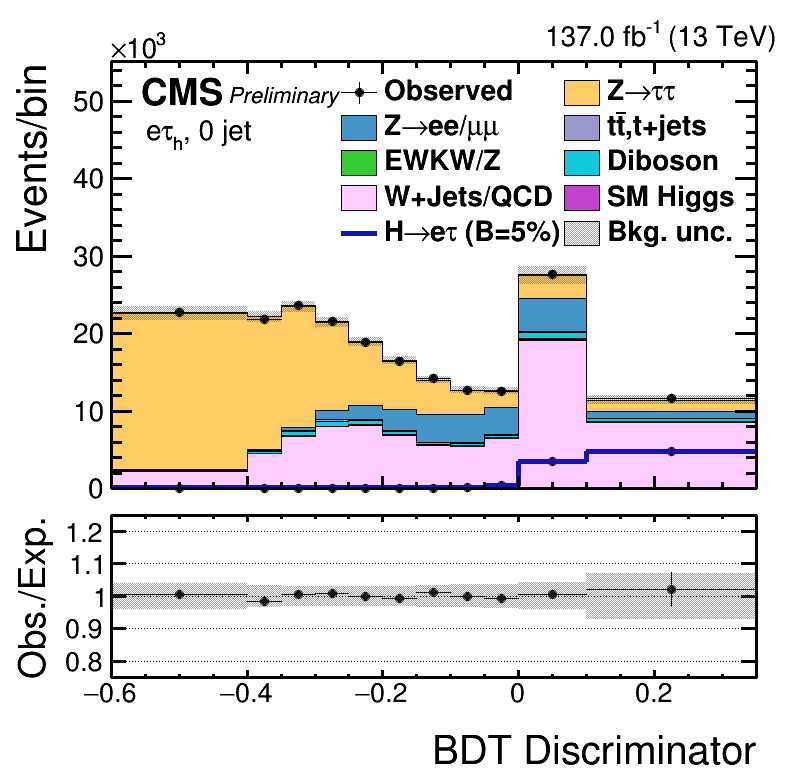 ×10³
137.0 fb⁻¹ (13 TeV)
Events/bin
50
40
30
20
10
0
CMS Preliminary
eτₕ, 0 jet
Observed
Z→ττ
Z→ee/μμ
tt̄,t+jets
EWKW/Z
Diboson
W+Jets/QCD
SM Higgs
H→eτ (B=5%)
Bkg. unc.
Obs./Exp.
1.2
1.1
1
0.9
0.8
−0.6 −0.4 −0.2 0 0.2
BDT Discriminator